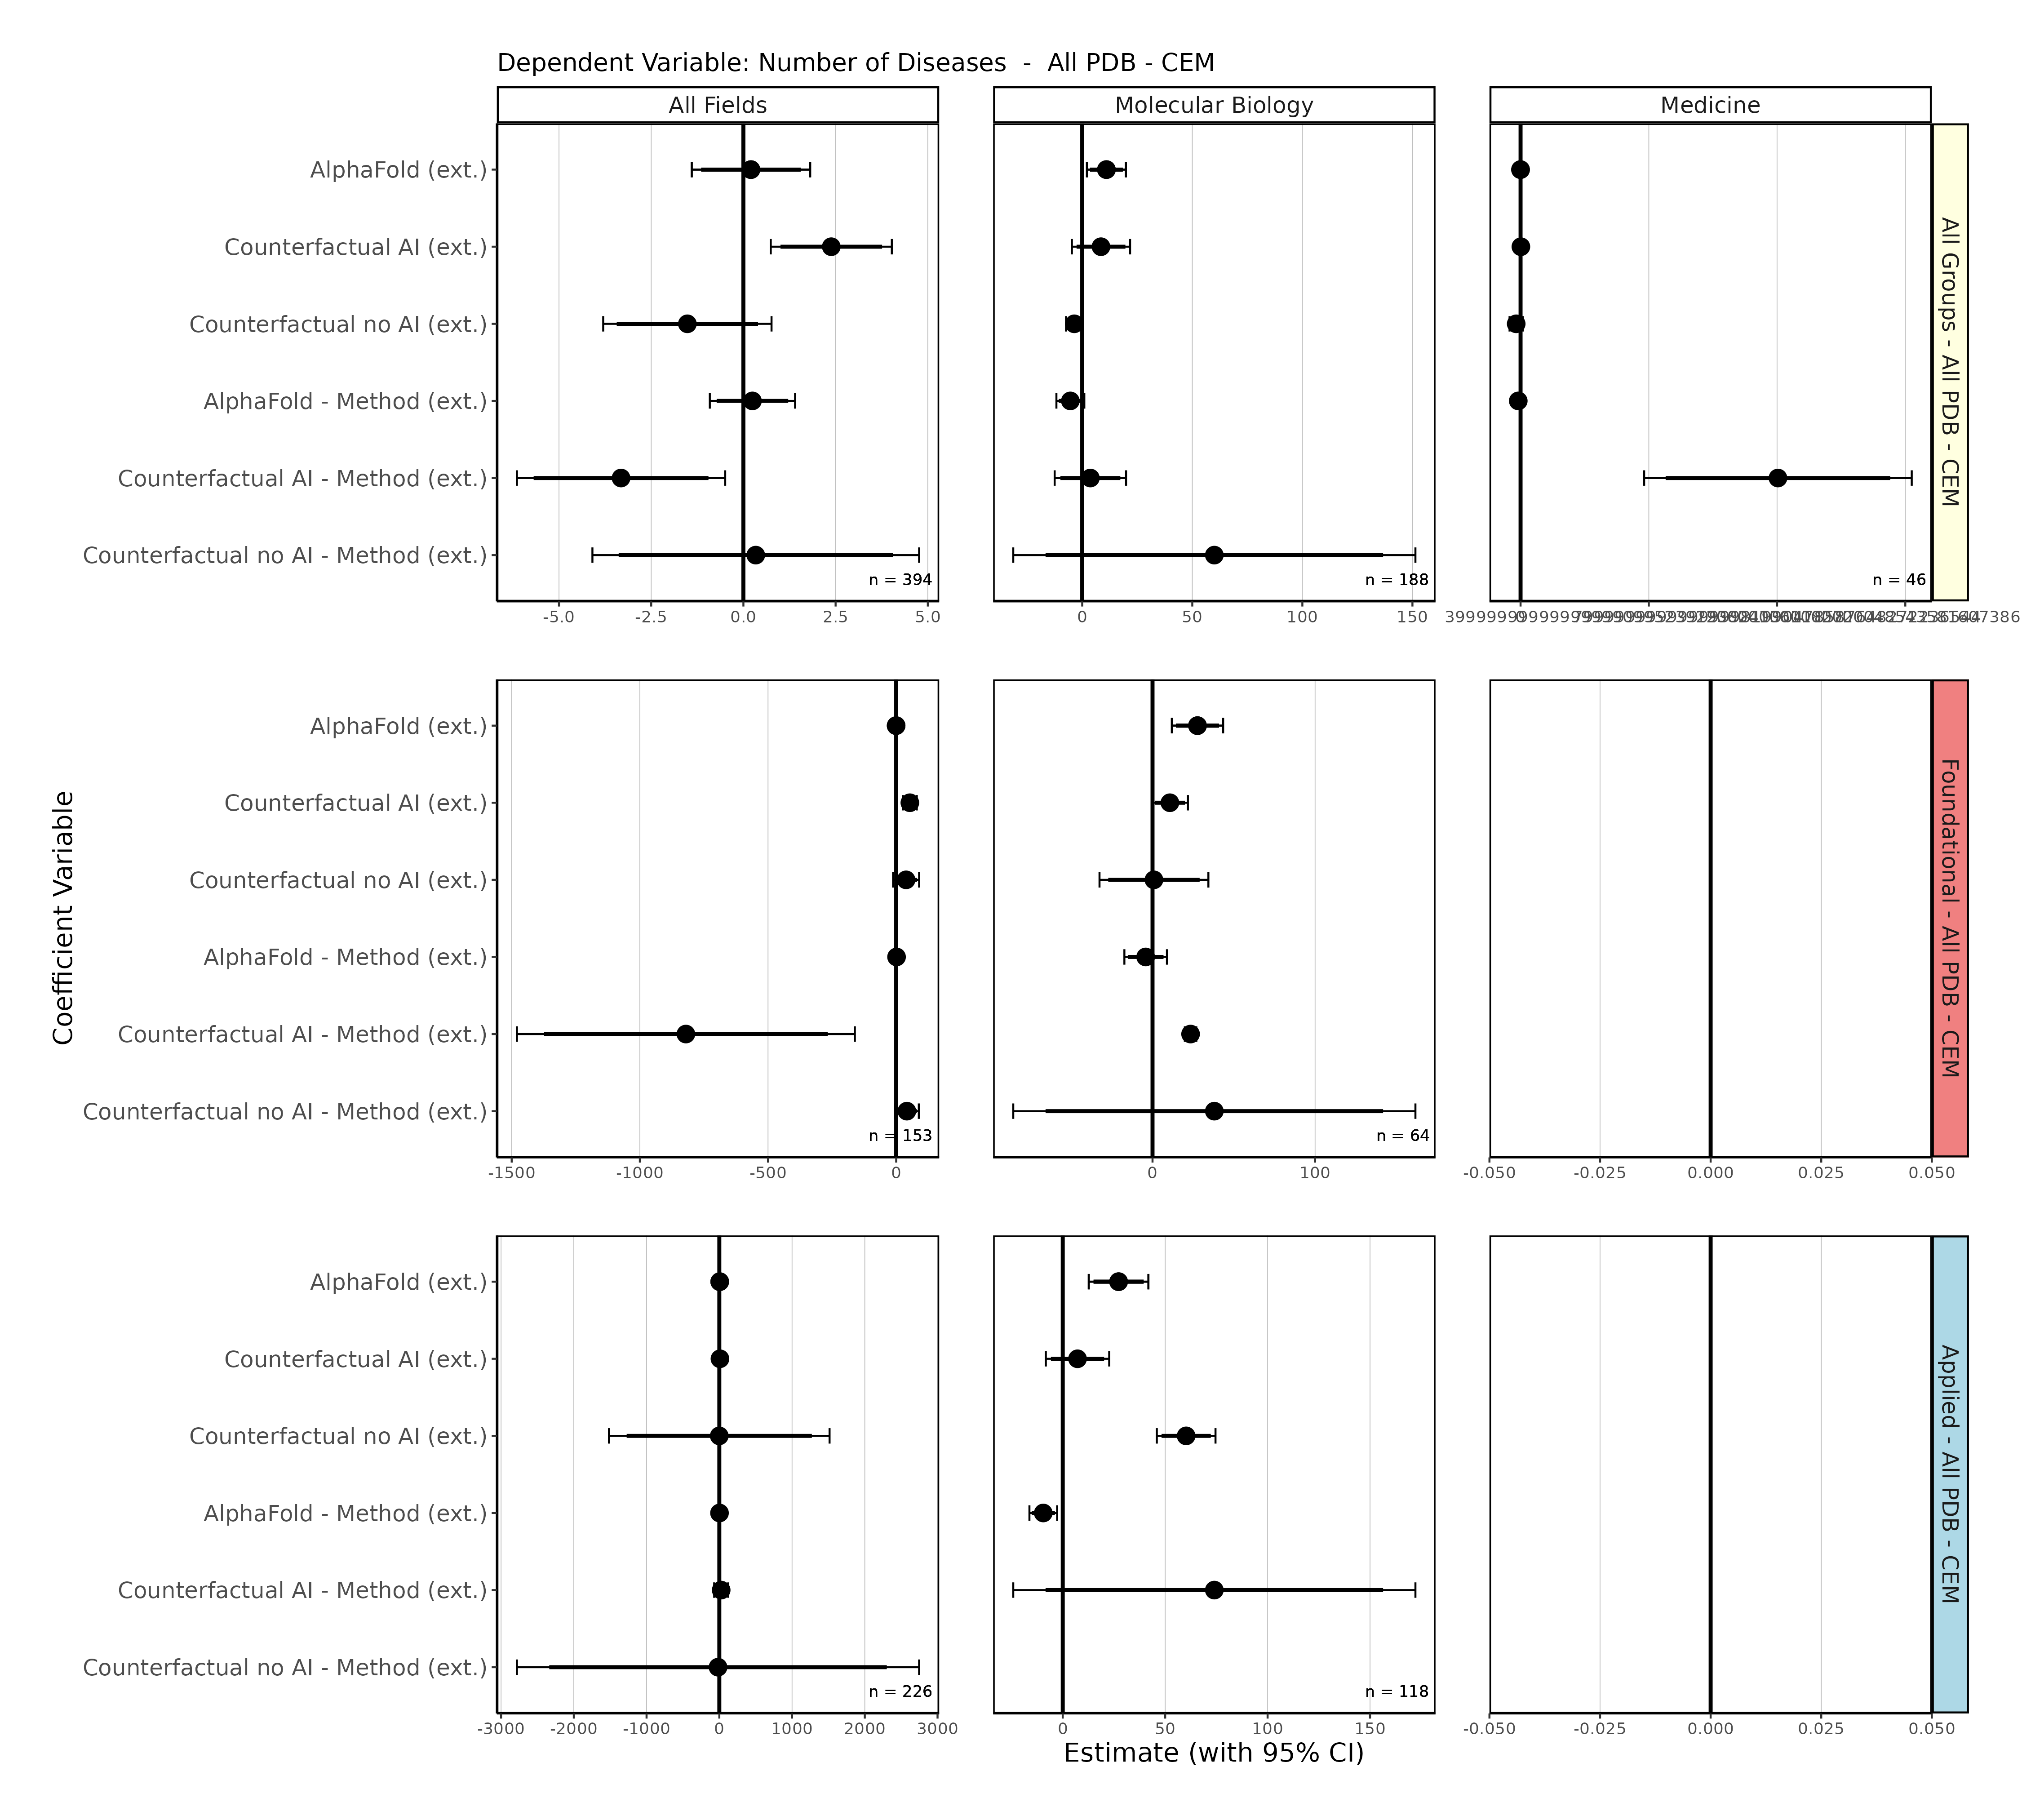 Dependent Variable: Number of Diseases - All PDB - CEM
All Fields
Molecular Biology
Medicine
AlphaFold (ext.)
Counterfactual AI (ext.)
Counterfactual no AI (ext.)
AlphaFold - Method (ext.)
Counterfactual AI - Method (ext.)
Counterfactual no AI - Method (ext.)
n = 394
n = 188
n = 46
All Groups - All PDB - CEM
-5.0 -2.5 0.0 2.5 5.0
0 50 100 150
Coefficient Variable
AlphaFold (ext.)
Counterfactual AI (ext.)
Counterfactual no AI (ext.)
AlphaFold - Method (ext.)
Counterfactual AI - Method (ext.)
Counterfactual no AI - Method (ext.)
n = 153
n = 64
Foundational - All PDB - CEM
-1500 -1000 -500 0
0 100
-0.050 -0.025 0.000 0.025 0.050
AlphaFold (ext.)
Counterfactual AI (ext.)
Counterfactual no AI (ext.)
AlphaFold - Method (ext.)
Counterfactual AI - Method (ext.)
Counterfactual no AI - Method (ext.)
n = 226
n = 118
Applied - All PDB - CEM
-3000 -2000 -1000 0 1000 2000 3000
0 50 100 150
-0.050 -0.025 0.000 0.025 0.050
Estimate (with 95% CI)